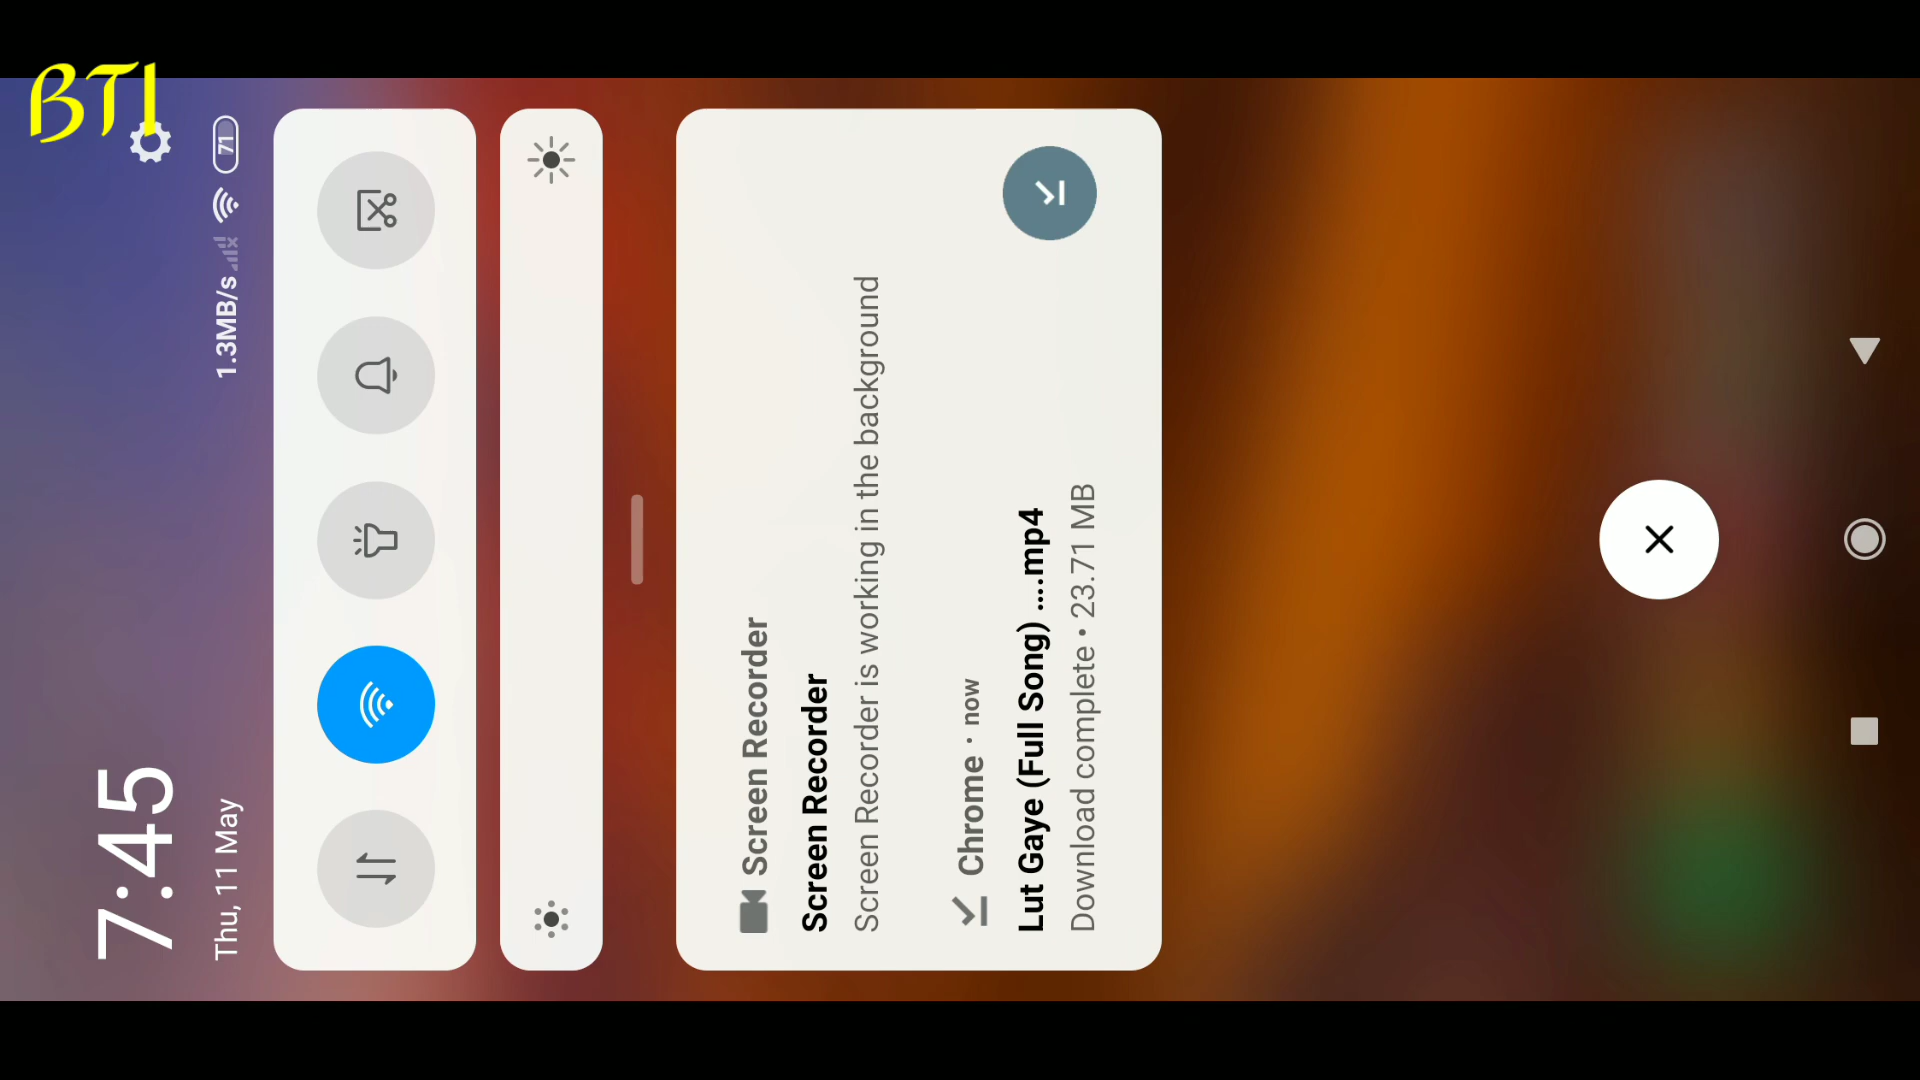 BTI
7:45
Thu, 11 May
1.3MB/s
71
Screen Recorder
Screen Recorder
Screen Recorder is working in the background
Chrome · now
Lut Gaye (Full Song) ....mp4
Download complete • 23.71 MB